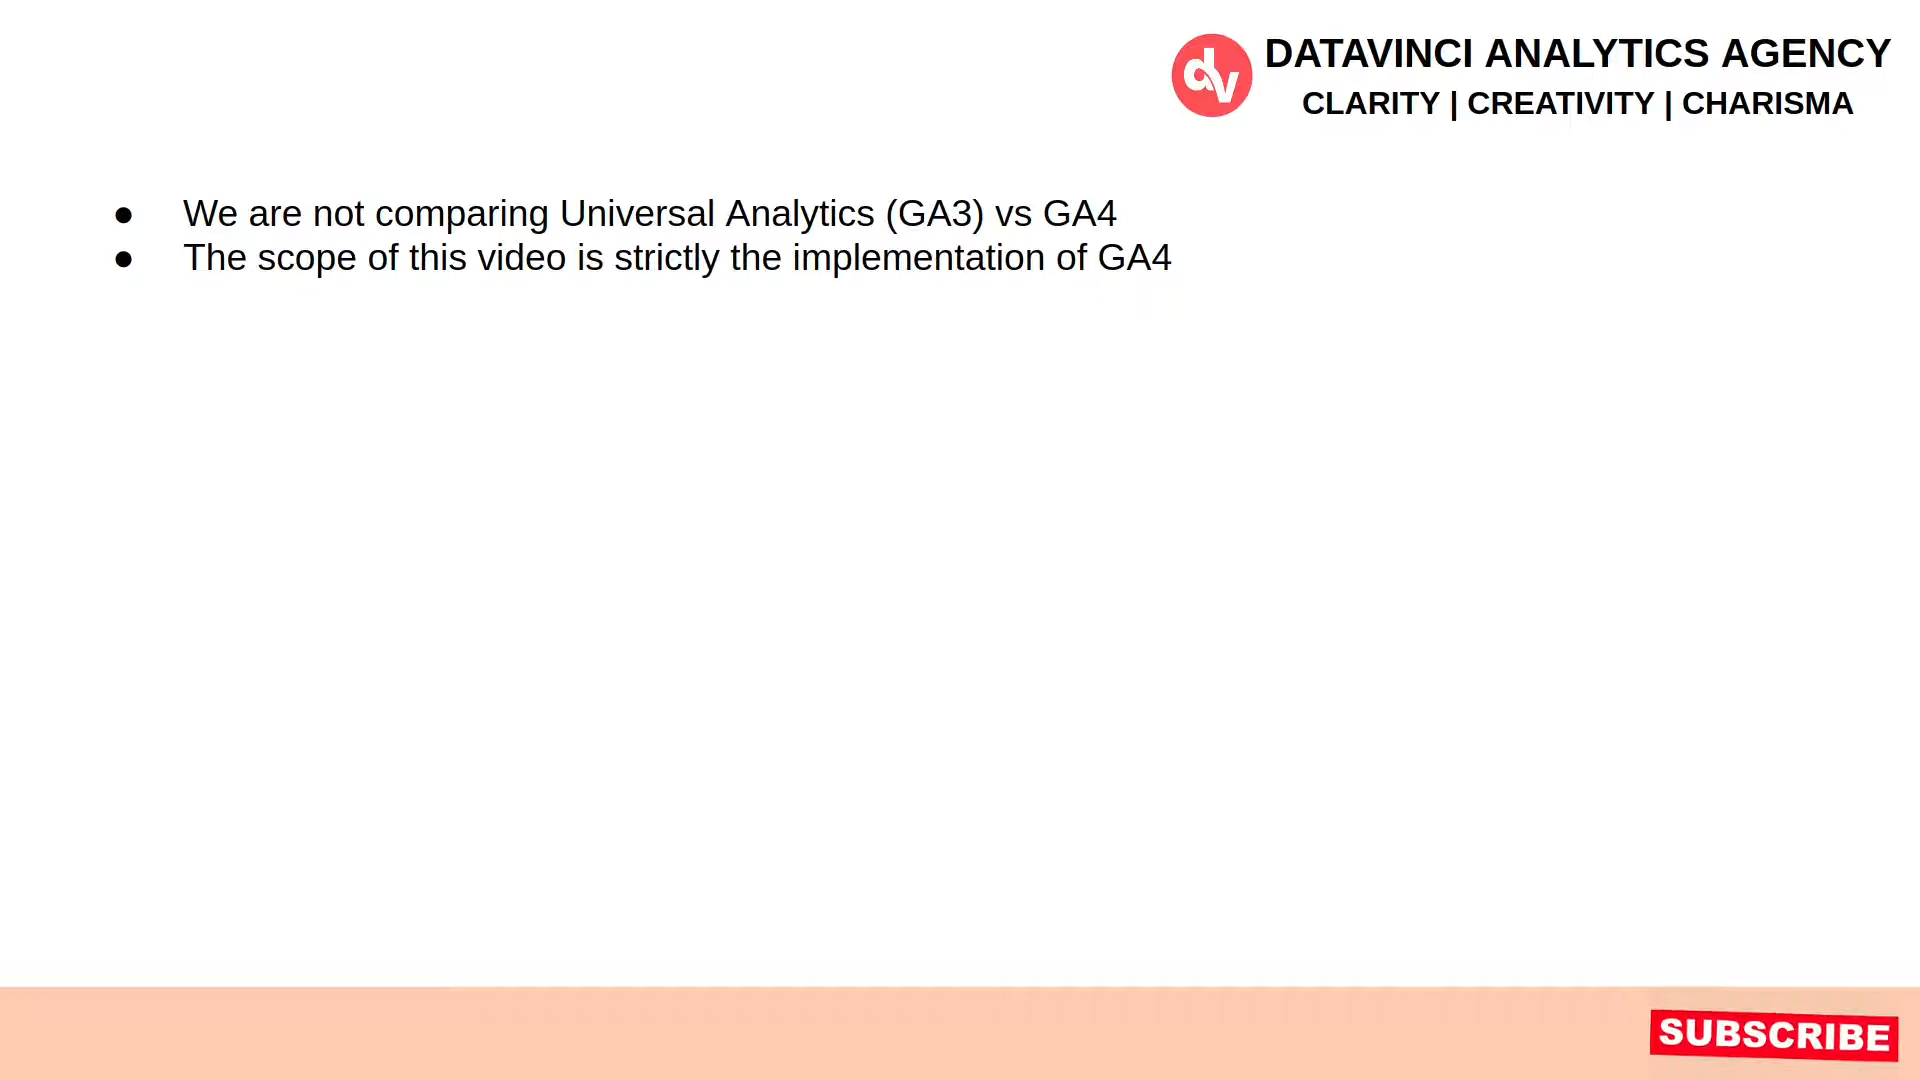 dv
DATAVINCI ANALYTICS AGENCY
CLARITY | CREATIVITY | CHARISMA
● We are not comparing Universal Analytics (GA3) vs GA4
● The scope of this video is strictly the implementation of GA4
SUBSCRIBE